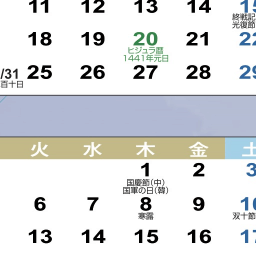 11 12 13 14 15
終戦記
光復節
18 19 20 21 22
ヒジュラ暦
1441年元日
/31 25 26 27 28 29
百十日
火 水 木 金 土
1 2 3
国慶節(中)
国軍の日(韓)
6 7 8 9 10
寒露 双十節
13 14 15 16 17